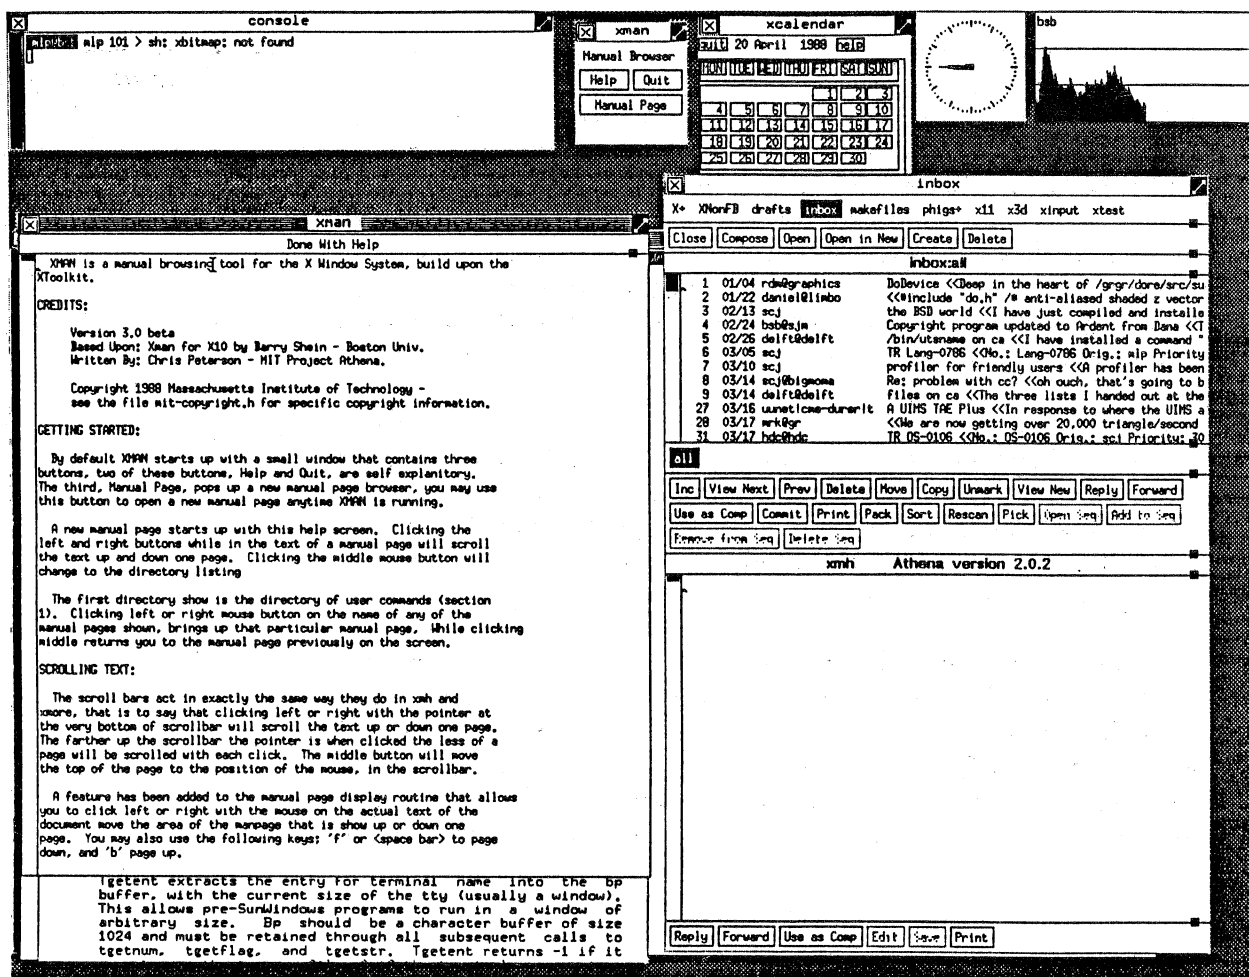 console
mlp@bot mlp 101 > sh: xbitmap: not found
xman
Manual Browser
Help Quit
Manual Page
xcalendar
quit 20 April 1988 help
MON TUE WED THU FRI SAT SUN
1 2 3
4 5 6 7 8 9 10
11 12 13 14 15 16 17
18 19 20 21 22 23 24
25 26 27 28 29 30
bsb
xman
Done With Help
XMAN is a manual browsing tool for the X Window System, build upon the
XToolkit.
CREDITS:
Version 3.0 beta
Based Upon: Xman for X10 by Barry Shein - Boston Univ.
Written By: Chris Peterson - MIT Project Athena.
Copyright 1988 Massachusetts Institute of Technology -
see the file mit-copyright.h for specific copyright information.
GETTING STARTED:
By default XMAN starts up with a small window that contains three
buttons, two of these buttons, Help and Quit, are self explanitory.
The third, Manual Page, pops up a new manual page browser, you may use
this button to open a new manual page anytime XMAN is running.
A new manual page starts up with this help screen. Clicking the
left and right buttons while in the text of a manual page will scroll
the text up and down one page. Clicking the middle mouse button will
change to the directory listing
The first directory show is the directory of user commands (section
1). Clicking left or right mouse button on the name of any of the
manual pages shown, brings up that particular manual page. While clicking
middle returns you to the manual page previously on the screen.
SCROLLING TEXT:
The scroll bars act in exactly the same way they do in xmh and
xmore, that is to say that clicking left or right with the pointer at
the very bottom of scrollbar will scroll the text up or down one page.
The farther up the scrollbar the pointer is when clicked the less of a
page will be scrolled with each click. The middle button will move
the top of the page to the position of the mouse, in the scrollbar.
A feature has been added to the manual page display routine that allows
you to click left or right with the mouse on the actual text of the
document move the area of the manpage that is show up or down one
page. You may also use the following keys: 'f' or <space bar> to page
down, and 'b' page up.
Tgetent extracts the entry for terminal name into the bp
buffer, with the current size of the tty (usually a window).
This allows pre-SunWindows programs to run in a window of
arbitrary size. Bp should be a character buffer of size
1024 and must be retained through all subsequent calls to
tgetnum, tgetflag, and tgetstr. Tgetent returns -1 if it
inbox
X+ XNonFB drafts inbox makefiles phigs+ x11 x3d xinput xtest
Close Compose Open Open in New Create Delete
inbox:all
1 01/04 rdm@graphics DoDevice <<Deep in the heart of /grgr/dore/src/su
2 01/22 daniel@limbo <<#include "do.h" /* anti-aliased shaded z vector
3 02/13 scj the BSD world <<I have just compiled and installe
4 02/24 bsb@sjm Copyright program updated to Ardent from Dana <<T
5 02/26 delft@delft /bin/utsname on ca <<I have installed a command "
6 03/05 scj TR Lang-0786 <<No.: Lang-0786 Orig.: mlp Priority
7 03/10 scj profiler for friendly users <<A profiler has been
8 03/14 scj@bigmoma Re: problem with cc? <<oh ouch, that's going to b
9 03/14 delft@delft files on ca <<The three lists I handed out at the
27 03/16 uunet!cme-durer!t A UIMS TAE Plus <<In response to where the UIMS a
28 03/17 mrk@gr <<We are now getting over 20,000 triangle/second
31 03/17 hdc@hdc TR OS-0106 <<No.: OS-0106 Orig.: scj Priority: 30
all
Inc View Next Prev Delete Move Copy Unmark View New Reply Forward
Use as Comp Commit Print Pack Sort Rescan Pick Open Seq Add to Seq
Remove from Seq Delete Seq
xmh Athena version 2.0.2
Reply Forward Use as Comp Edit Save Print